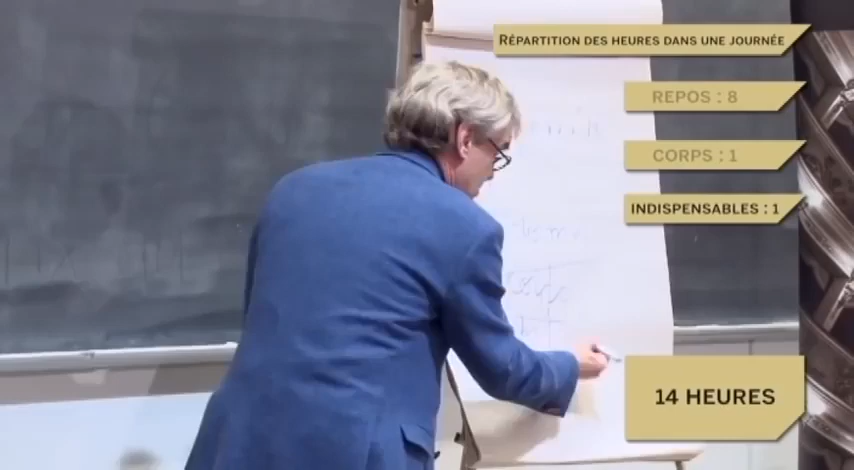 RÉPARTITION DES HEURES DANS UNE JOURNÉE
REPOS : 8
CORPS : 1
INDISPENSABLES : 1
14 HEURES